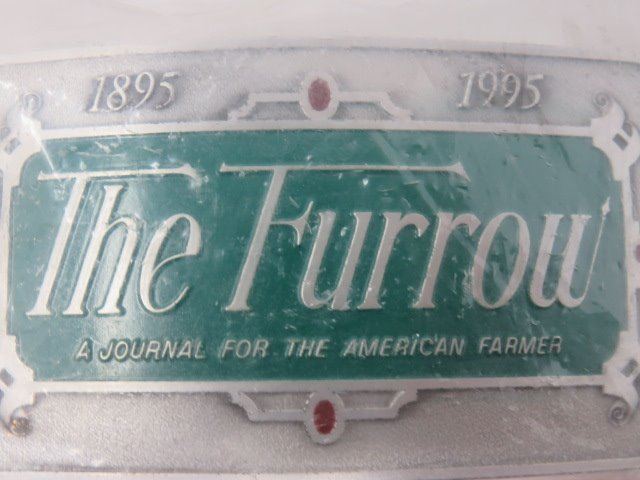 1895 1995
The Furrow
A JOURNAL FOR THE AMERICAN FARMER